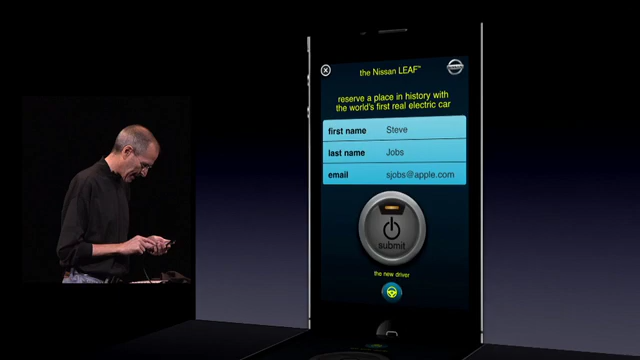 the Nissan LEAF™
reserve a place in history with
the world's first real electric car
first name Steve
last name Jobs
email sjobs@apple.com
submit
the new driver